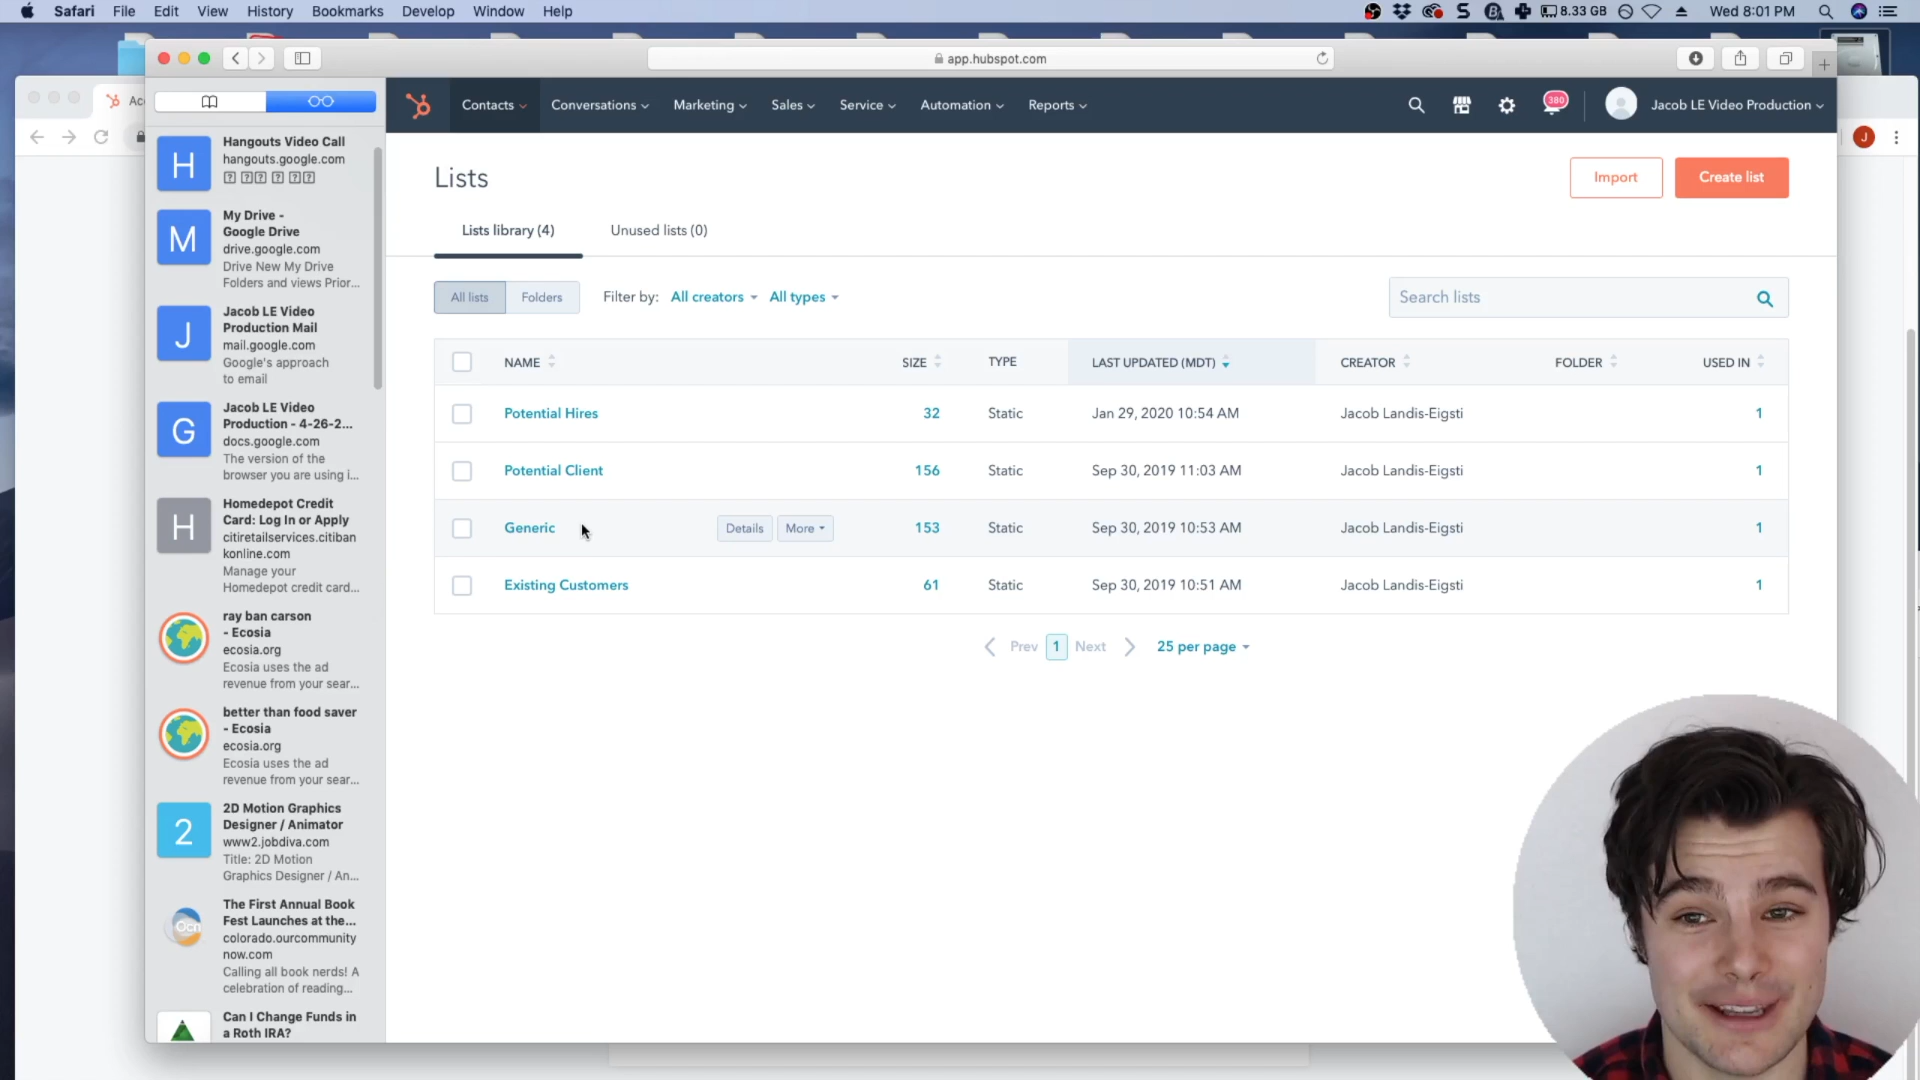 Safari File Edit View History Bookmarks Develop Window Help
8.33 GB Wed 8:01 PM
app.hubspot.com
Contacts Conversations Marketing Sales Service Automation Reports
380
Jacob LE Video Production
J
H
Hangouts Video Call
hangouts.google.com
M
My Drive -
Google Drive
drive.google.com
Drive New My Drive
Folders and views Prior...
J
Jacob LE Video
Production Mail
mail.google.com
Google's approach
to email
G
Jacob LE Video
Production - 4-26-2...
docs.google.com
The version of the
browser you are using i...
H
Homedepot Credit
Card: Log In or Apply
citiretailservices.citiban
konline.com
Manage your
Homedepot credit card...
ray ban carson
- Ecosia
ecosia.org
Ecosia uses the ad
revenue from your sear...
better than food saver
- Ecosia
ecosia.org
Ecosia uses the ad
revenue from your sear...
2
2D Motion Graphics
Designer / Animator
www2.jobdiva.com
Title: 2D Motion
Graphics Designer / An...
Ocn
The First Annual Book
Fest Launches at the...
colorado.ourcommunity
now.com
Calling all book nerds! A
celebration of reading...
Can I Change Funds in
a Roth IRA?
Lists
Import Create list
Lists library (4) Unused lists (0)
All lists Folders Filter by: All creators All types
Search lists
NAME SIZE TYPE LAST UPDATED (MDT) CREATOR FOLDER USED IN
Potential Hires 32 Static Jan 29, 2020 10:54 AM Jacob Landis-Eigsti 1
Potential Client 156 Static Sep 30, 2019 11:03 AM Jacob Landis-Eigsti 1
Generic Details More 153 Static Sep 30, 2019 10:53 AM Jacob Landis-Eigsti 1
Existing Customers 61 Static Sep 30, 2019 10:51 AM Jacob Landis-Eigsti 1
Prev 1 Next 25 per page